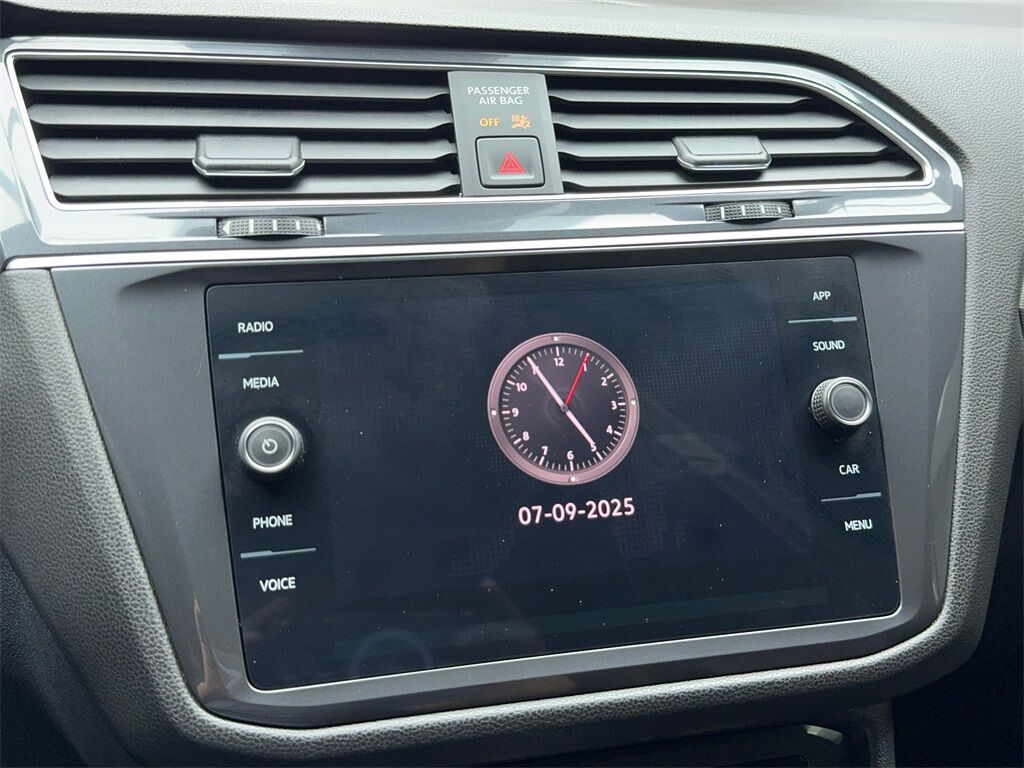 PASSENGER
AIR BAG
OFF
RADIO
MEDIA
PHONE
VOICE
APP
SOUND
CAR
MENU
12
1
2
3
4
5
6
7
8
9
10
11
07-09-2025